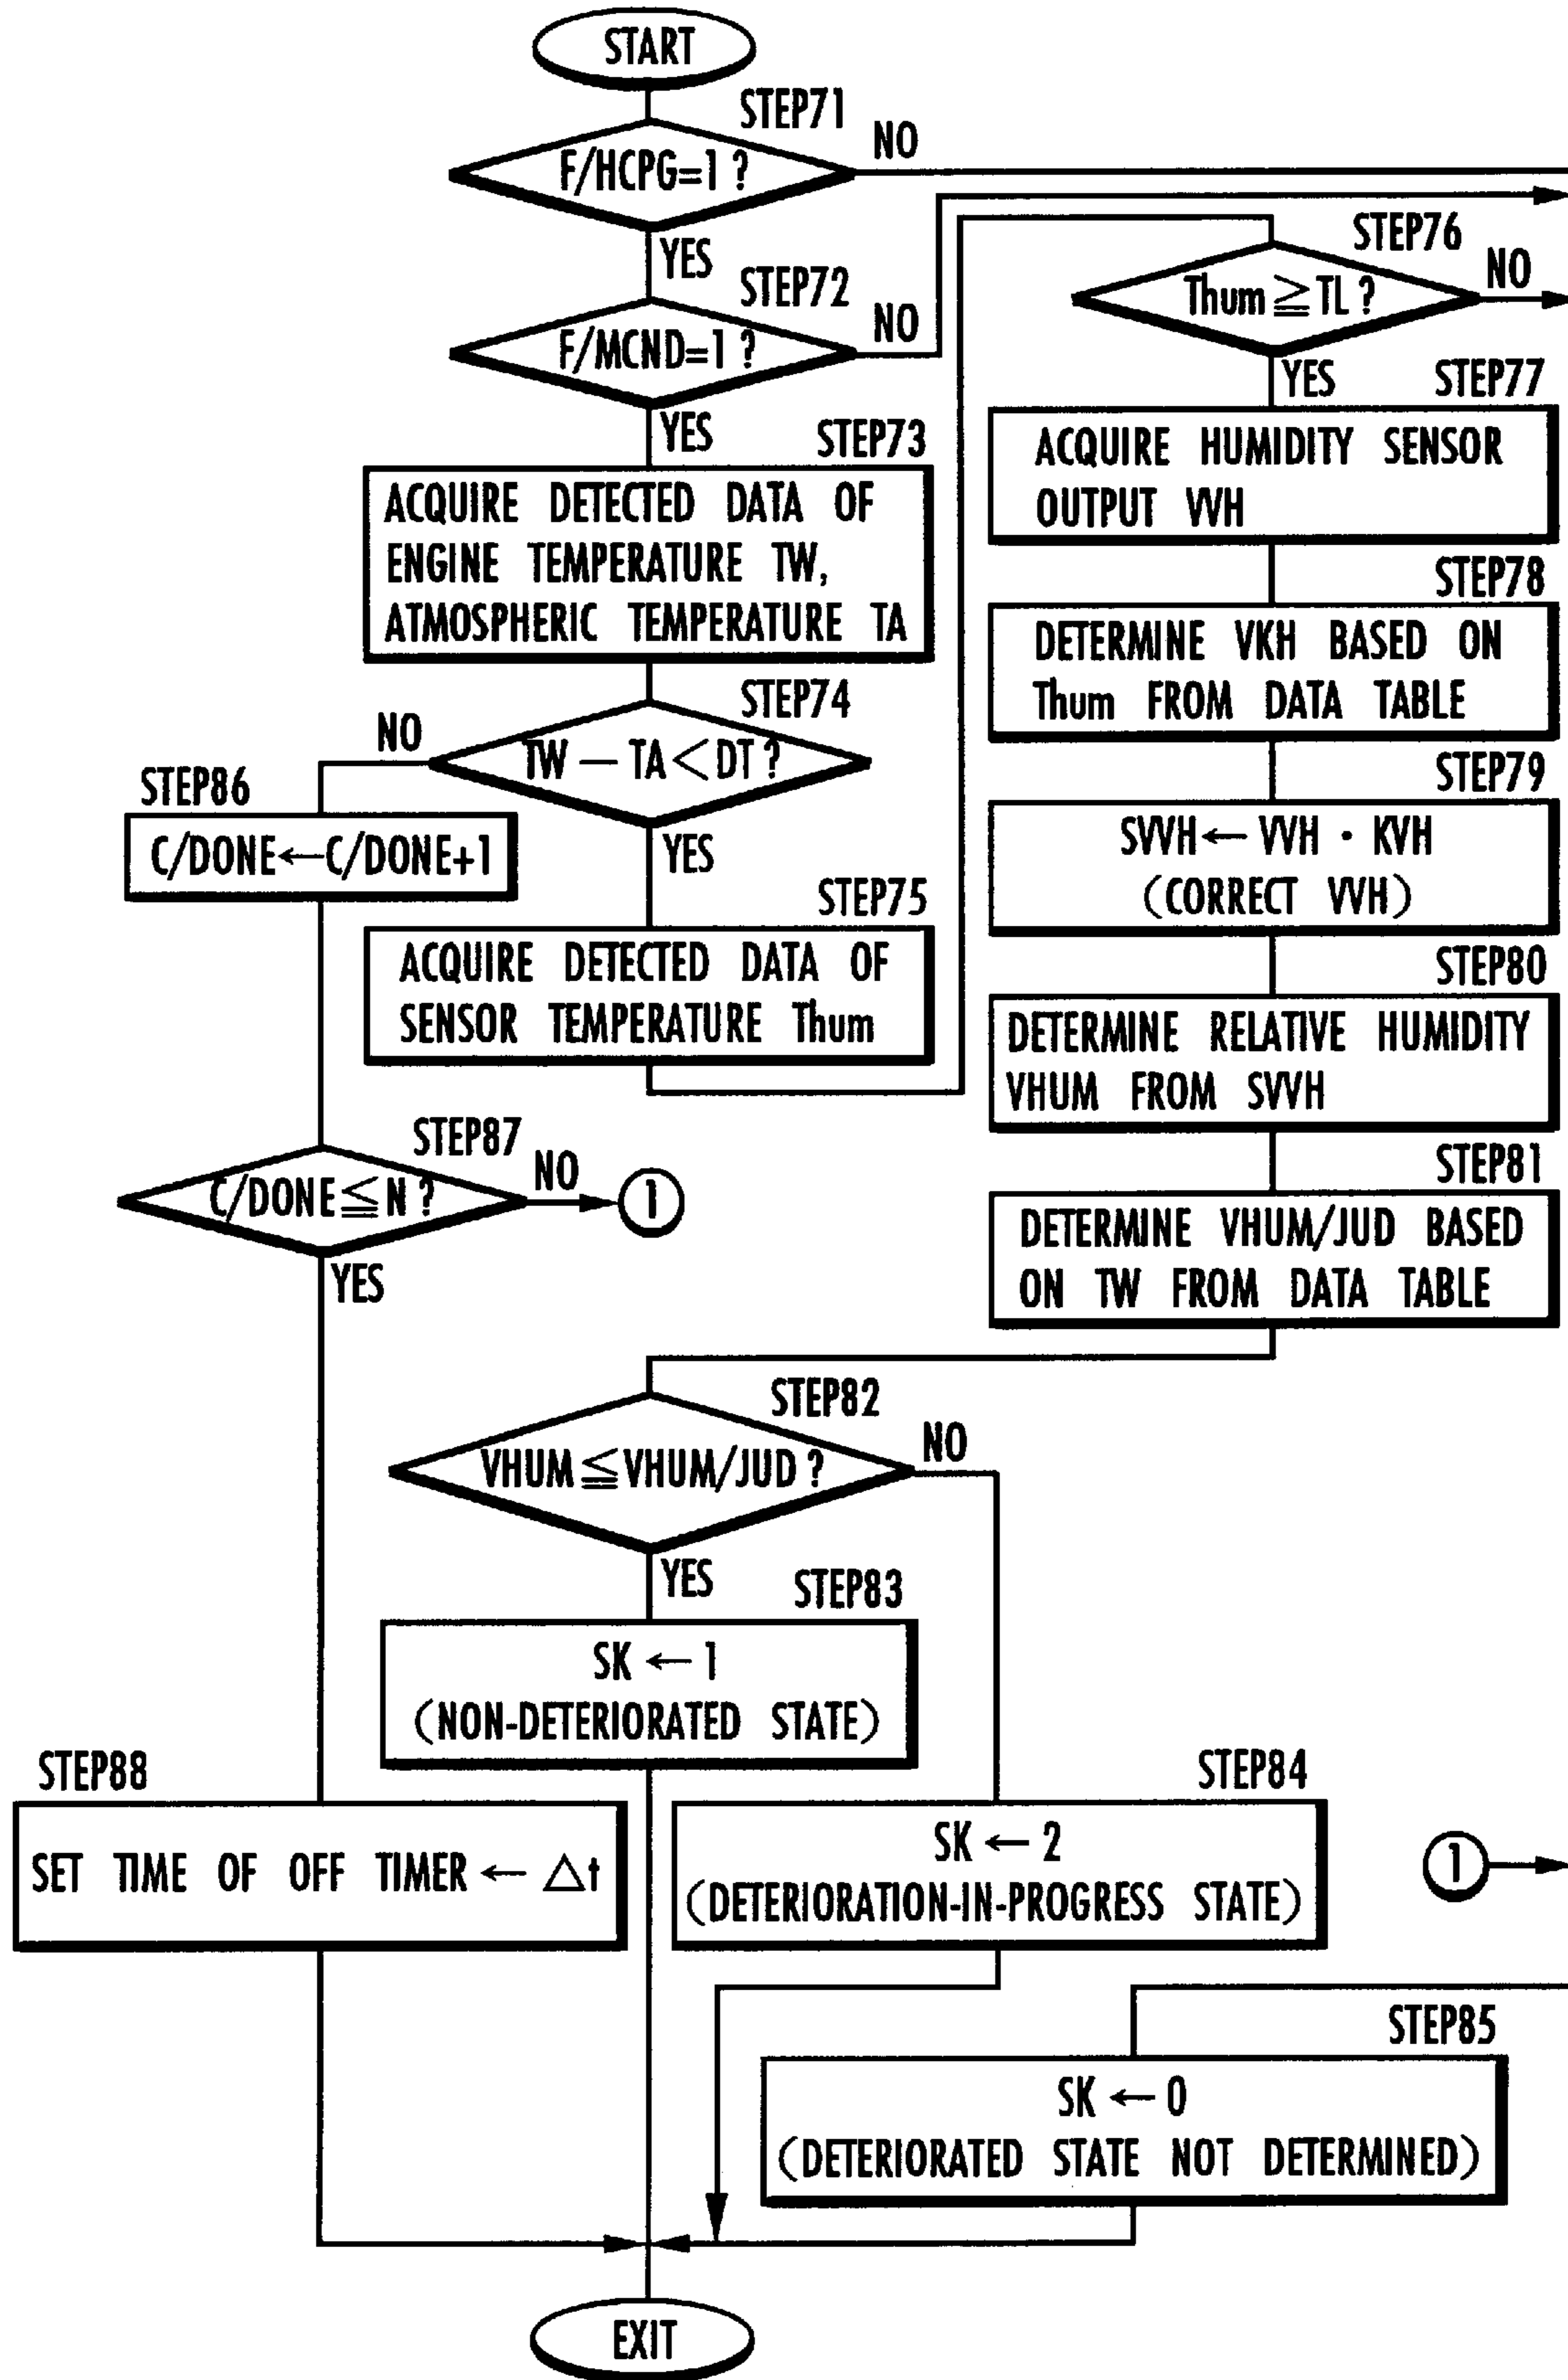 START
STEP71
F/HCPG=1 ?
NO
YES
STEP72
F/MCND=1 ?
NO
YES
STEP73
ACQUIRE DETECTED DATA OF
ENGINE TEMPERATURE TW,
ATMOSPHERIC TEMPERATURE TA
STEP74
TW — TA < DT ?
NO
YES
STEP86
C/DONE←C/DONE+1
STEP75
ACQUIRE DETECTED DATA OF
SENSOR TEMPERATURE Thum
STEP87
C/DONE≦N ?
NO
1
YES
STEP76
Thum≧TL ?
NO
YES
STEP77
ACQUIRE HUMIDITY SENSOR
OUTPUT VVH
STEP78
DETERMINE VKH BASED ON
Thum FROM DATA TABLE
STEP79
SVVH← VVH · KVH
(CORRECT VVH)
STEP80
DETERMINE RELATIVE HUMIDITY
VHUM FROM SVVH
STEP81
DETERMINE VHUM/JUD BASED
ON TW FROM DATA TABLE
STEP82
VHUM≦VHUM/JUD ?
NO
YES
STEP83
SK ← 1
(NON-DETERIORATED STATE)
STEP88
SET TIME OF OFF TIMER ← △t
STEP84
SK ← 2
(DETERIORATION-IN-PROGRESS STATE)
1
STEP85
SK ← 0
(DETERIORATED STATE NOT DETERMINED)
EXIT